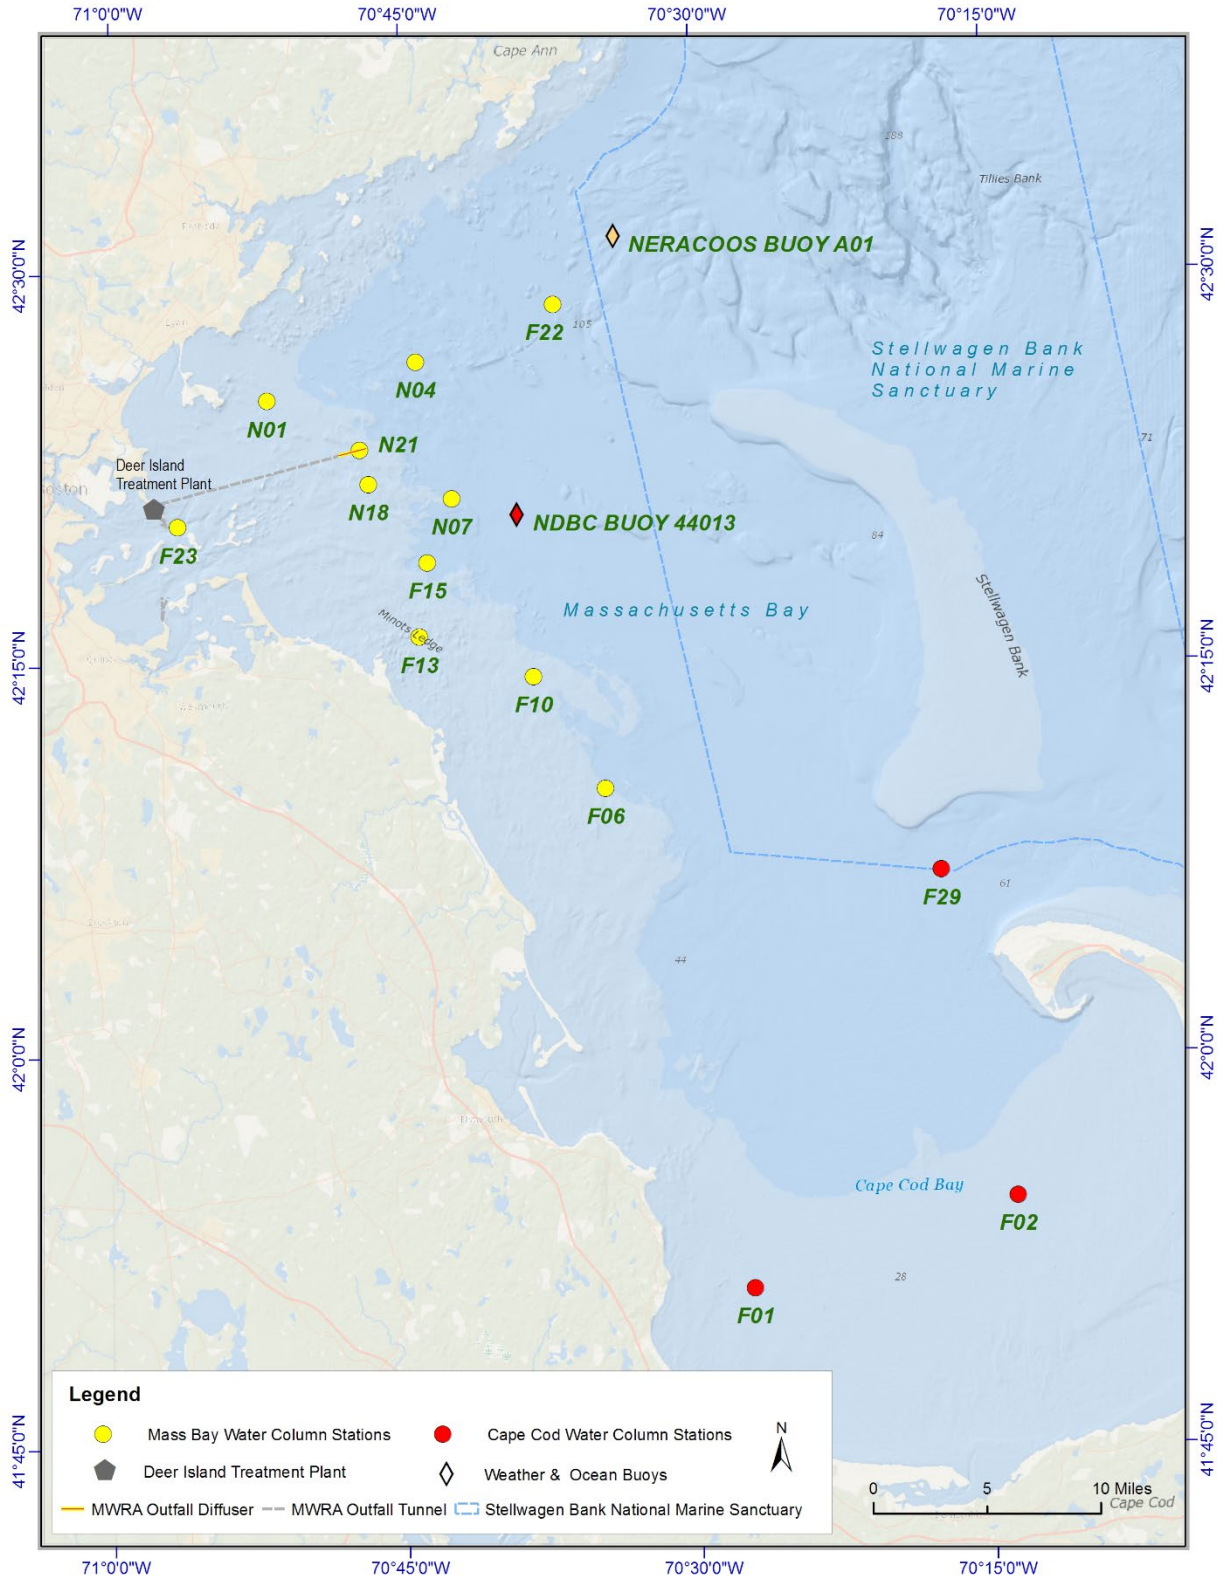 71°0'0"W
70°45'0"W
70°30'0"W
70°15'0"W
Cape Ann
188
Tillies Bank
NERACOOS BUOY A01
42°30'0"N
42°30'0"N
F22
105
Stellwagen Bank
National Marine
Sanctuary
N04
N01
N21
71
Deer Island
Treatment Plant
N18
N07
NDBC BUOY 44013
84
F23
F15
Massachusetts Bay
Stellwagen Bank
Minots Ledge
F13
42°15'0"N
42°15'0"N
F10
F06
F29
61
44
42°0'0"N
42°0'0"N
Cape Cod Bay
F02
28
F01
41°45'0"N
41°45'0"N
Legend
Mass Bay Water Column Stations
Cape Cod Water Column Stations
N
Deer Island Treatment Plant
Weather & Ocean Buoys
MWRA Outfall Diffuser
MWRA Outfall Tunnel
Stellwagen Bank National Marine Sanctuary
0
5
10 Miles
Cape Cod
71°0'0"W
70°45'0"W
70°30'0"W
70°15'0"W